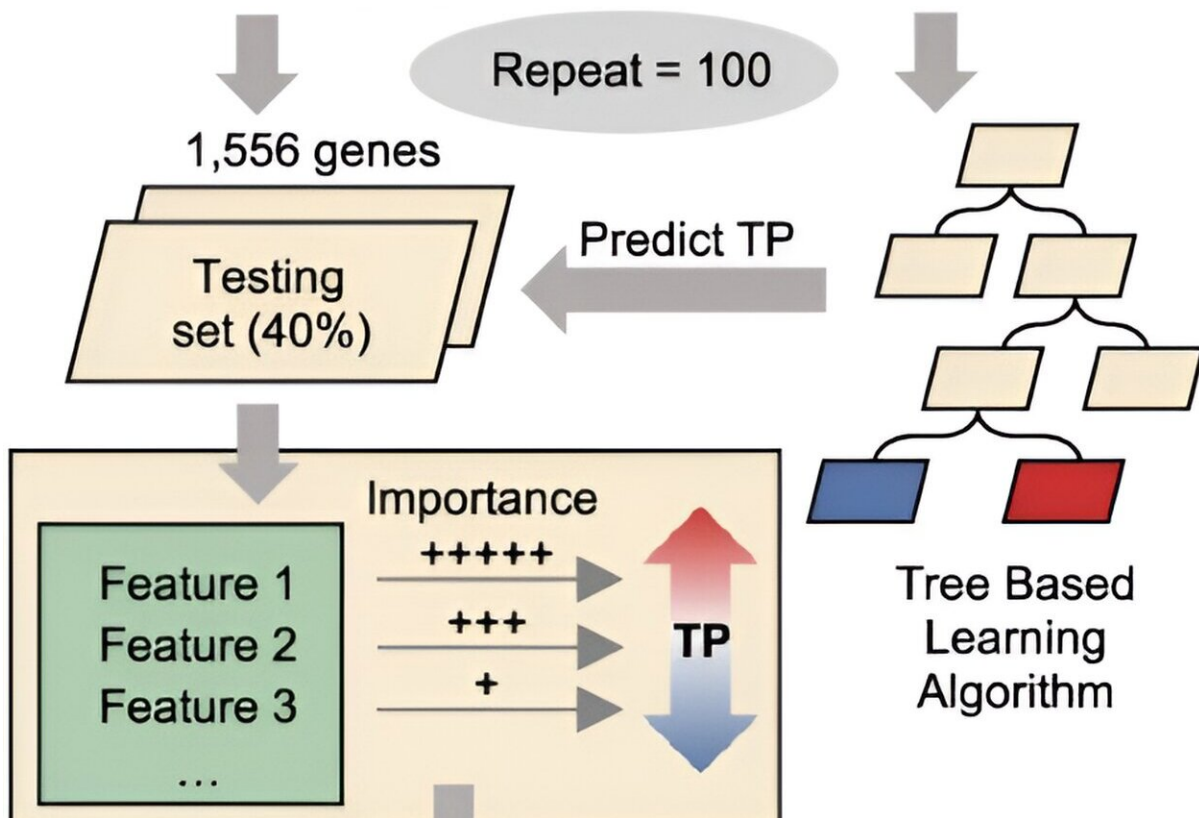 Repeat = 100
1,556 genes
Predict TP
Testing
set (40%)
Importance
+++++
Feature 1
+++
Feature 2
TP
+
Feature 3
...
Tree Based
Learning
Algorithm